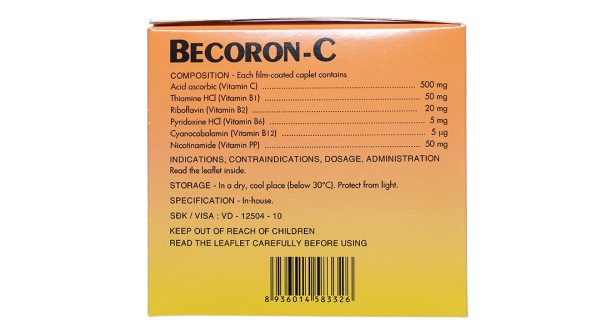 BECORON-C
COMPOSITION - Each film-coated caplet contains
Acid ascorbic (Vitamin C) ........................................ 500 mg
Thiamine HCl (Vitamin B1) ........................................ 50 mg
Riboflavin (Vitamin B2) ........................................ 20 mg
Pyridoxine HCl (Vitamin B6) ........................................ 5 mg
Cyanocobalamin (Vitamin B12) ........................................ 5 µg
Nicotinamide (Vitamin PP) ........................................ 50 mg
INDICATIONS, CONTRAINDICATIONS, DOSAGE, ADMINISTRATION
Read the leaflet inside.
STORAGE - In a dry, cool place (below 30°C). Protect from light.
SPECIFICATION - In-house.
SĐK / VISA : VD - 12504 - 10
KEEP OUT OF REACH OF CHILDREN
READ THE LEAFLET CAREFULLY BEFORE USING
8 936014 583326